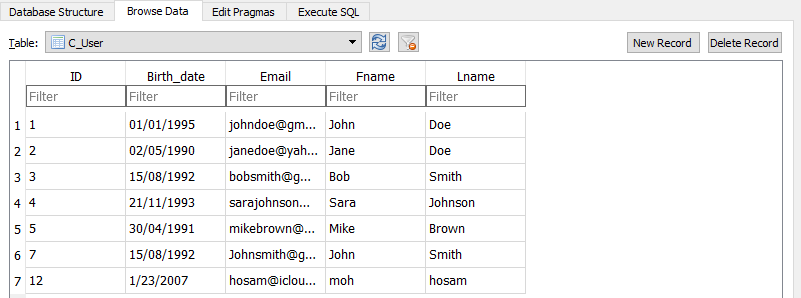 Database Structure Browse Data Edit Pragmas Execute SQL
Table: C_User New Record Delete Record
ID Birth_date Email Fname Lname
Filter Filter Filter Filter Filter
1 1 01/01/1995 johndoe@gm... John Doe
2 2 02/05/1990 janedoe@yah... Jane Doe
3 3 15/08/1992 bobsmith@g... Bob Smith
4 4 21/11/1993 sarajohnson... Sara Johnson
5 5 30/04/1991 mikebrown@... Mike Brown
6 7 15/08/1992 Johnsmith@g... John Smith
7 12 1/23/2007 hosam@iclou... moh hosam